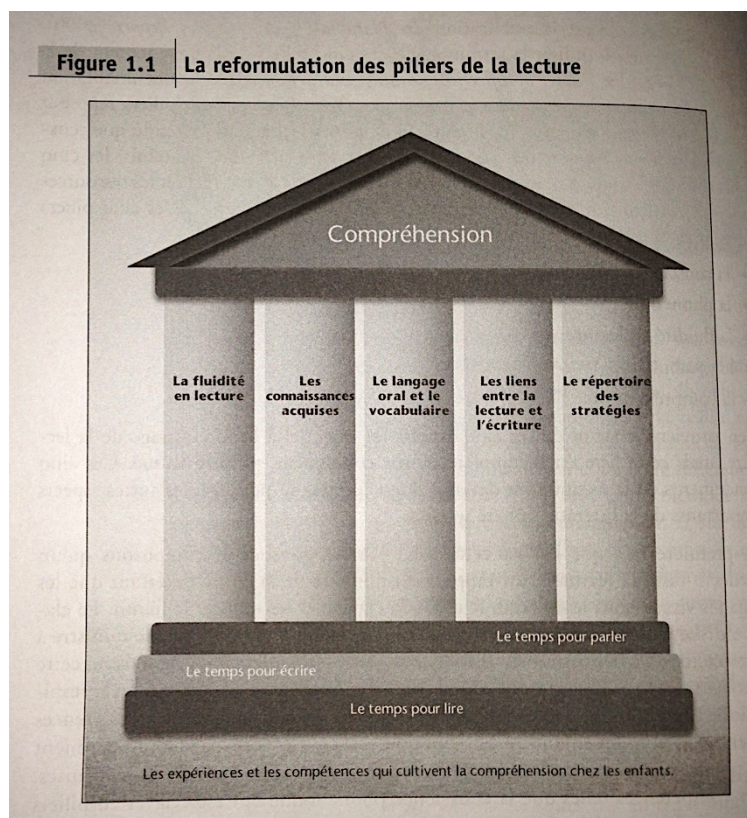 Figure 1.1 La reformulation des piliers de la lecture
Compréhension
La fluidité
en lecture
Les
connaissances
acquises
Le langage
oral et le
vocabulaire
Les liens
entre la
lecture et
l'écriture
Le répertoire
des
stratégies
Le temps pour parler
Le temps pour écrire
Le temps pour lire
Les expériences et les compétences qui cultivent la compréhension chez les enfants.